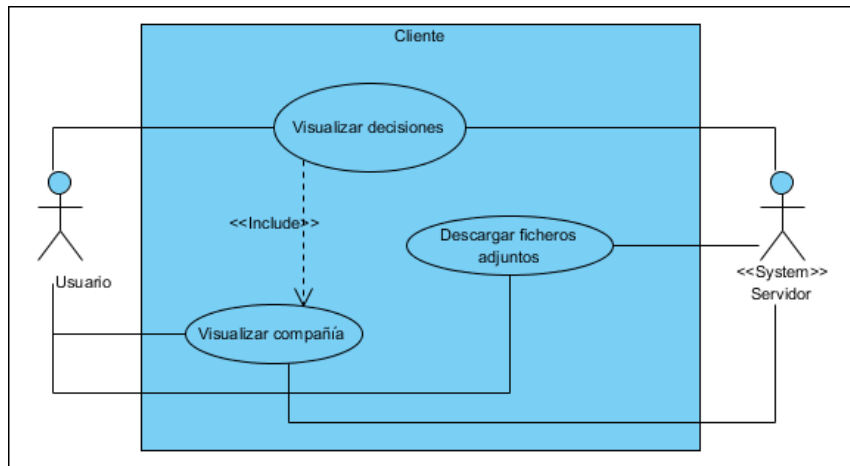 Cliente
Visualizar decisiones
<<Include>>
Descargar ficheros
adjuntos
Usuario
<<System>>
Servidor
Visualizar compañía